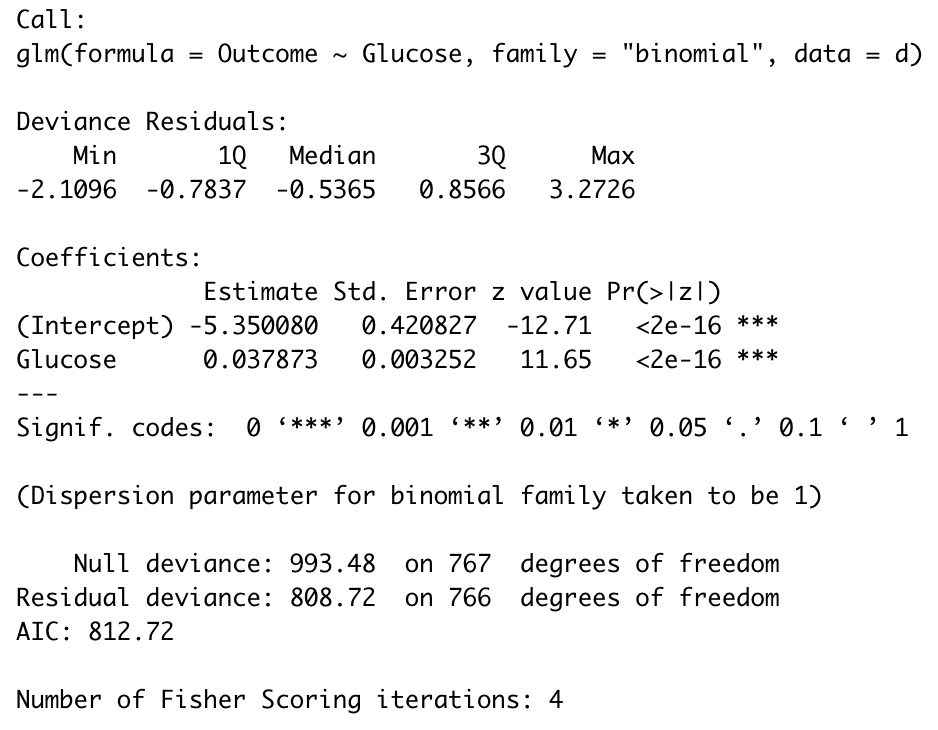 Call:
glm(formula = Outcome ~ Glucose, family = "binomial", data = d)

Deviance Residuals:
    Min       1Q   Median       3Q      Max
-2.1096  -0.7837  -0.5365   0.8566   3.2726

Coefficients:
             Estimate Std. Error z value Pr(>|z|)
(Intercept) -5.350080   0.420827  -12.71   <2e-16 ***
Glucose      0.037873   0.003252   11.65   <2e-16 ***
---
Signif. codes:  0 ‘***’ 0.001 ‘**’ 0.01 ‘*’ 0.05 ‘.’ 0.1 ‘ ’ 1

(Dispersion parameter for binomial family taken to be 1)

    Null deviance: 993.48  on 767  degrees of freedom
Residual deviance: 808.72  on 766  degrees of freedom
AIC: 812.72

Number of Fisher Scoring iterations: 4